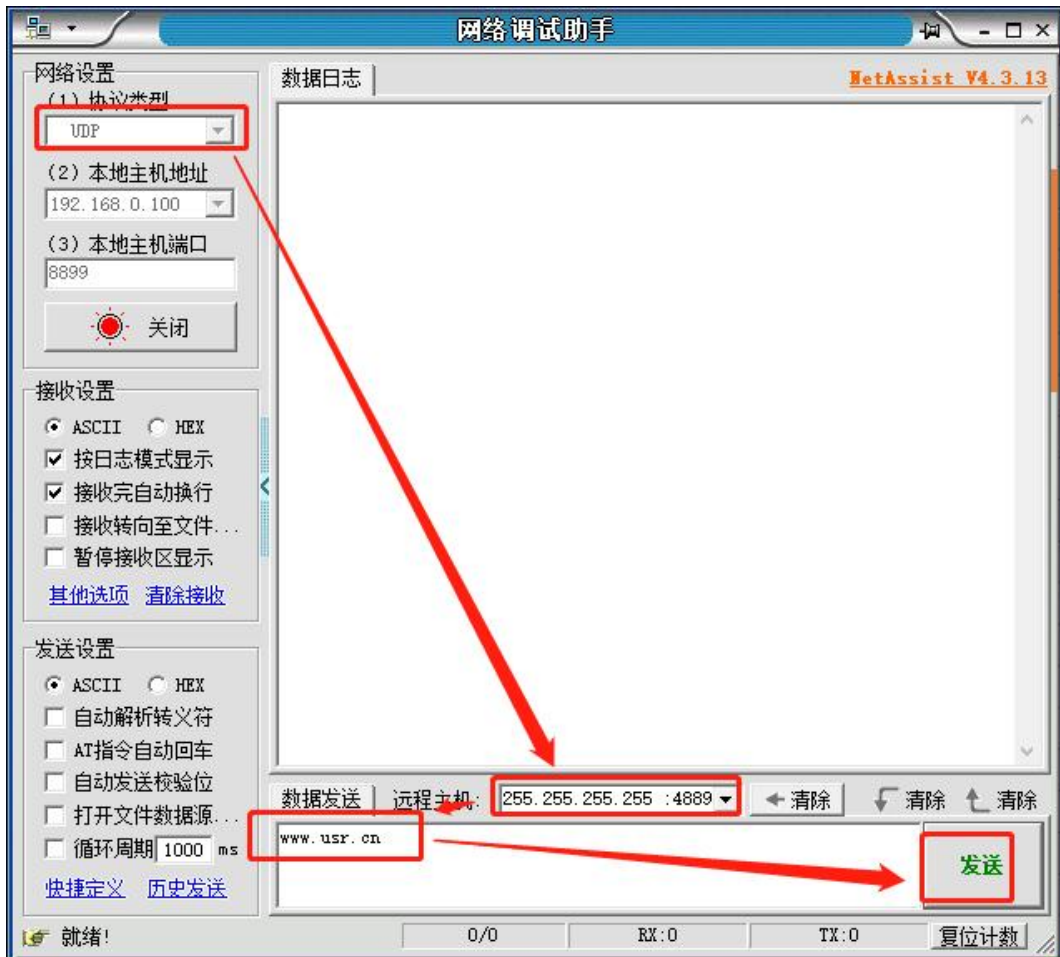 网络调试助手
网络设置
(1) 协议类型
UDP
(2) 本地主机地址
192.168.0.100
(3) 本地主机端口
8899
关闭
接收设置
ASCII HEX
按日志模式显示
接收完自动换行
接收转向至文件...
暂停接收区显示
其他选项 清除接收
发送设置
ASCII HEX
自动解析转义符
AT指令自动回车
自动发送校验位
打开文件数据源...
循环周期 1000 ms
快捷定义 历史发送
数据日志
NetAssist V4.3.13
数据发送 远程主机: 255.255.255.255 :4889 清除 清除 清除
www.usr.cn
发送
就绪! 0/0 RX:0 TX:0 复位计数